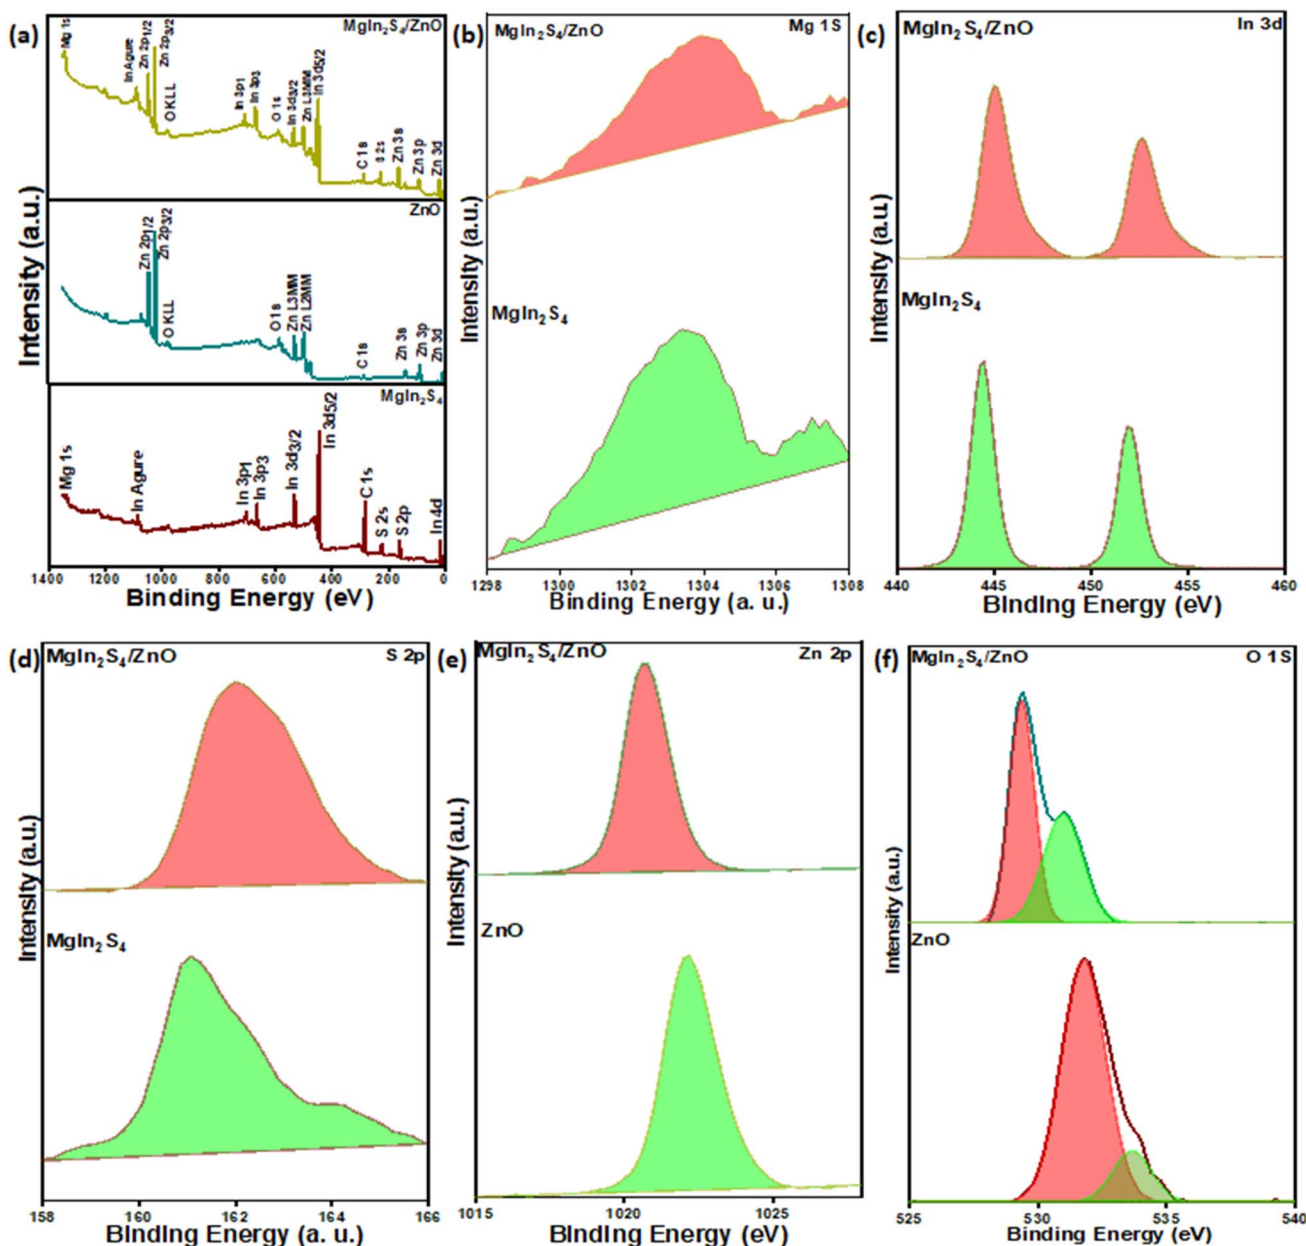 (a)
MgIn₂S₄/ZnO
Mg 1s
In Agure
Zn 2p1/2
Zn 2p3/2
O KLL
In 3p1
In 3p3
O 1s
In 3d3/2
Zn L3MM
In 3d5/2
C 1s
S 2s
Zn 3s
Zn 3p
Zn 3d
ZnO
Zn 2p1/2
Zn 2p3/2
O KLL
O 1s
Zn L3MM
Zn L2MM
C 1s
Zn 3s
Zn 3p
Zn 3d
MgIn₂S₄
Mg 1s
In Agure
In 3p1
In 3p3
In 3d3/2
In 3d5/2
C 1s
S 2s
S 2p
In 4d
Intensity (a.u.)
1400 1200 1000 800 600 400 200 0
Binding Energy (eV)
(b)
MgIn₂S₄/ZnO
Mg 1S
MgIn₂S₄
Intensity (a.u.)
1298 1300 1302 1304 1306 1308
Binding Energy (a. u.)
(c)
MgIn₂S₄/ZnO
In 3d
MgIn₂S₄
Intensity (a.u.)
440 445 450 455 460
Binding Energy (eV)
(d)
MgIn₂S₄/ZnO
S 2p
MgIn₂S₄
Intensity (a.u.)
158 160 162 164 166
Binding Energy (a. u.)
(e)
MgIn₂S₄/ZnO
Zn 2p
ZnO
Intensity (a.u.)
1015 1020 1025
Binding Energy (eV)
(f)
MgIn₂S₄/ZnO
O 1S
ZnO
Intensity (a.u.)
525 530 535 540
Binding Energy (eV)